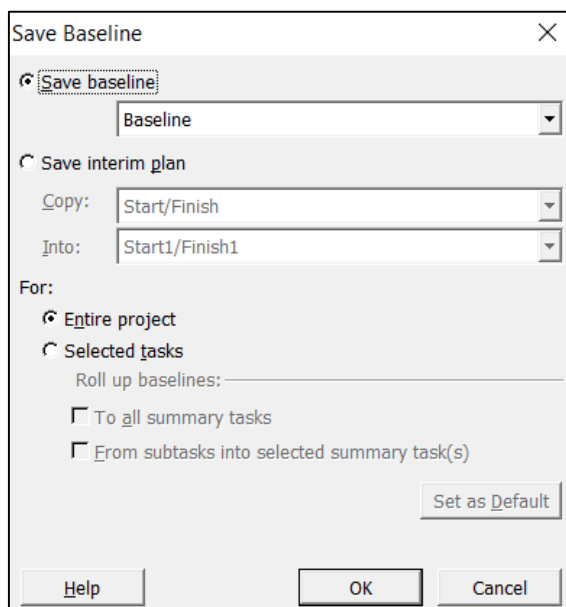 Save Baseline
Save baseline
Baseline
Save interim plan
Copy: Start/Finish
Into: Start1/Finish1
For:
Entire project
Selected tasks
Roll up baselines:
To all summary tasks
From subtasks into selected summary task(s)
Set as Default
Help OK Cancel